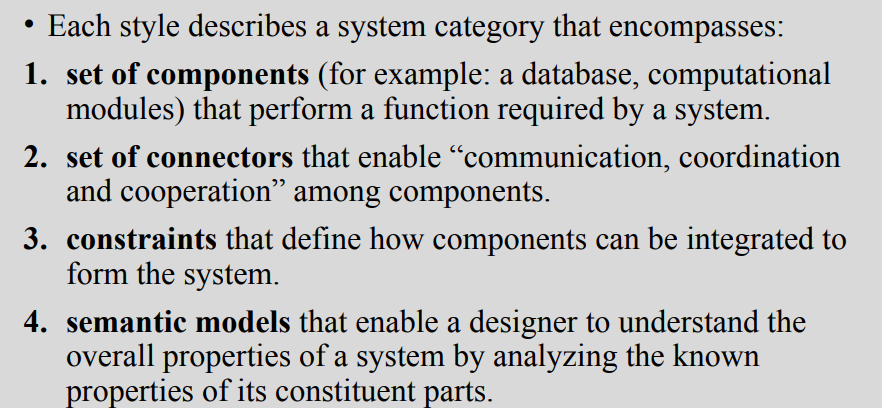 • Each style describes a system category that encompasses:
1. set of components (for example: a database, computational
modules) that perform a function required by a system.
2. set of connectors that enable “communication, coordination
and cooperation” among components.
3. constraints that define how components can be integrated to
form the system.
4. semantic models that enable a designer to understand the
overall properties of a system by analyzing the known
properties of its constituent parts.